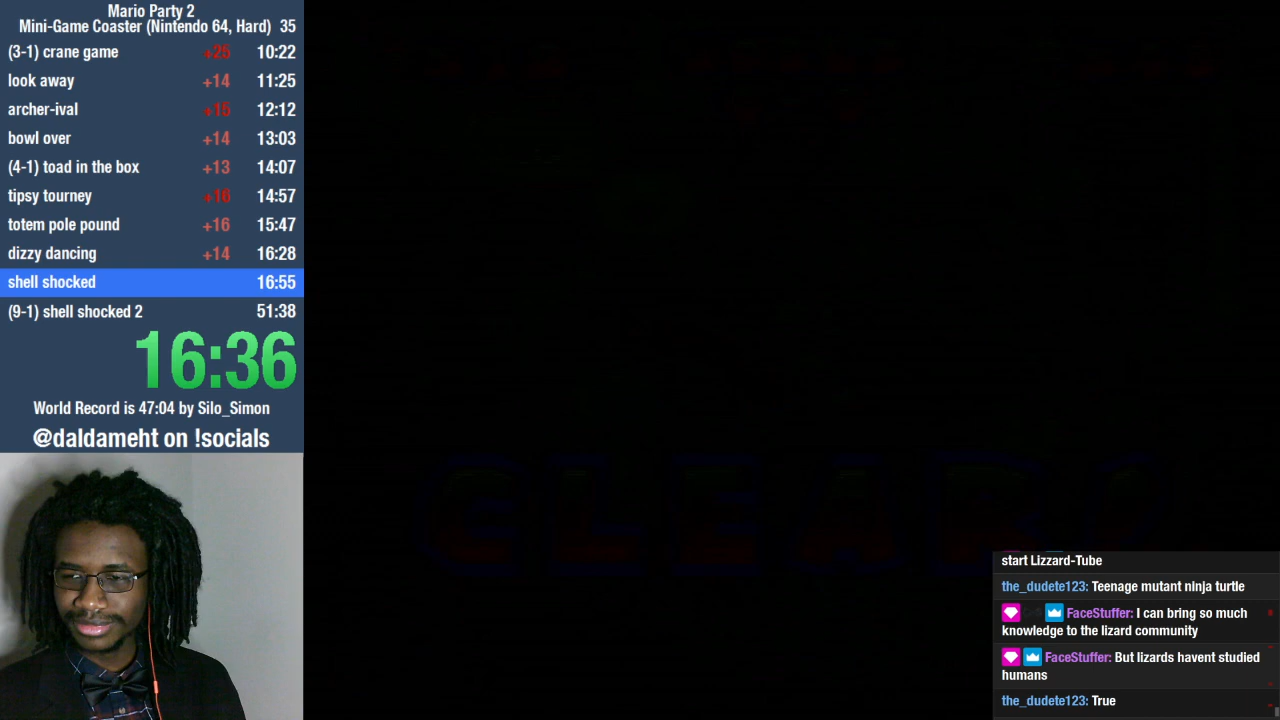 Mario Party 2
Mini-Game Coaster (Nintendo 64, Hard) 35
(3-1) crane game +25 10:22
look away +14 11:25
archer-ival +15 12:12
bowl over +14 13:03
(4-1) toad in the box +13 14:07
tipsy tourney +16 14:57
totem pole pound +16 15:47
dizzy dancing +14 16:28
shell shocked 16:55
(9-1) shell shocked 2 51:38
16:36
World Record is 47:04 by Silo_Simon
@daldameht on !socials
CLEAR!
start Lizzard-Tube
the_dudete123: Teenage mutant ninja turtle
FaceStuffer: I can bring so much
knowledge to the lizard community
FaceStuffer: But lizards havent studied
humans
the_dudete123: True